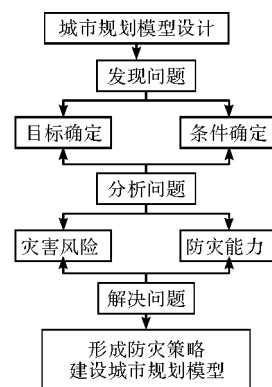 城市规划模型设计
发现问题
目标确定
条件确定
分析问题
灾害风险
防灾能力
解决问题
形成防灾策略
建设城市规划模型